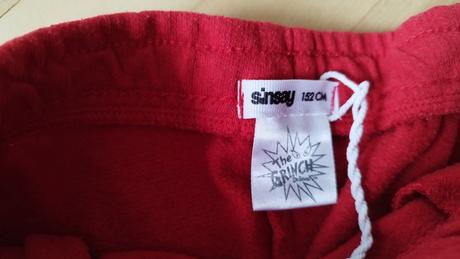 sinsay 152 CM
the
GRINCH